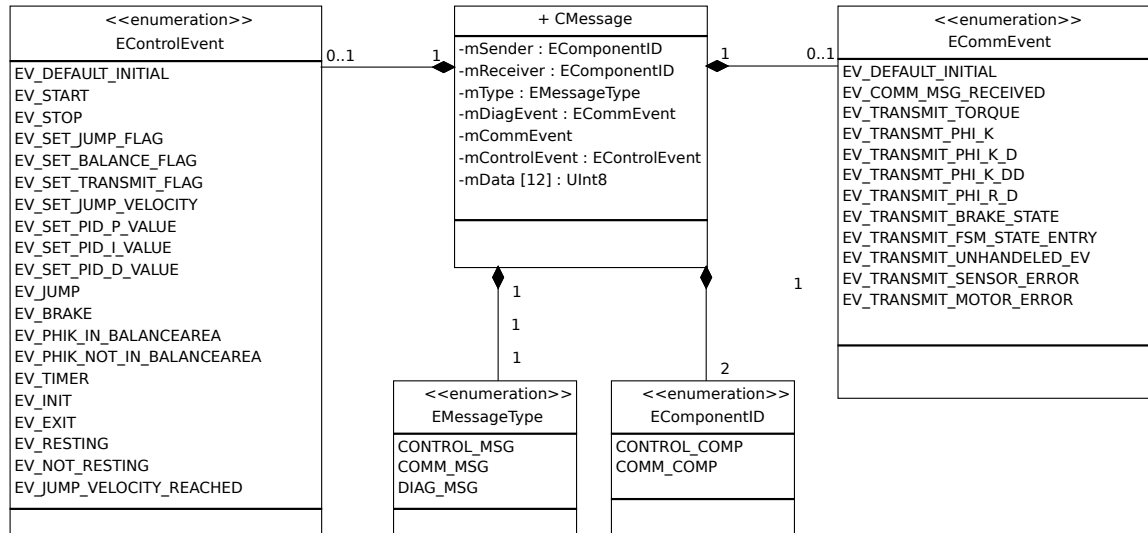 <<enumeration>>
EControlEvent
EV_DEFAULT_INITIAL
EV_START
EV_STOP
EV_SET_JUMP_FLAG
EV_SET_BALANCE_FLAG
EV_SET_TRANSMIT_FLAG
EV_SET_JUMP_VELOCITY
EV_SET_PID_P_VALUE
EV_SET_PID_I_VALUE
EV_SET_PID_D_VALUE
EV_JUMP
EV_BRAKE
EV_PHIK_IN_BALANCEAREA
EV_PHIK_NOT_IN_BALANCEAREA
EV_TIMER
EV_INIT
EV_EXIT
EV_RESTING
EV_NOT_RESTING
EV_JUMP_VELOCITY_REACHED
0..1
1
+ CMessage
-mSender : EComponentID
-mReceiver : EComponentID
-mType : EMessageType
-mDiagEvent : ECommEvent
-mCommEvent
-mControlEvent : EControlEvent
-mData [12] : UInt8
1
0..1
<<enumeration>>
ECommEvent
EV_DEFAULT_INITIAL
EV_COMM_MSG_RECEIVED
EV_TRANSMIT_TORQUE
EV_TRANSMT_PHI_K
EV_TRANSMIT_PHI_K_D
EV_TRANSMT_PHI_K_DD
EV_TRANSMIT_PHI_R_D
EV_TRANSMIT_BRAKE_STATE
EV_TRANSMIT_FSM_STATE_ENTRY
EV_TRANSMIT_UNHANDELED_EV
EV_TRANSMIT_SENSOR_ERROR
EV_TRANSMIT_MOTOR_ERROR
1
1
1
1
2
<<enumeration>>
EMessageType
CONTROL_MSG
COMM_MSG
DIAG_MSG
<<enumeration>>
EComponentID
CONTROL_COMP
COMM_COMP